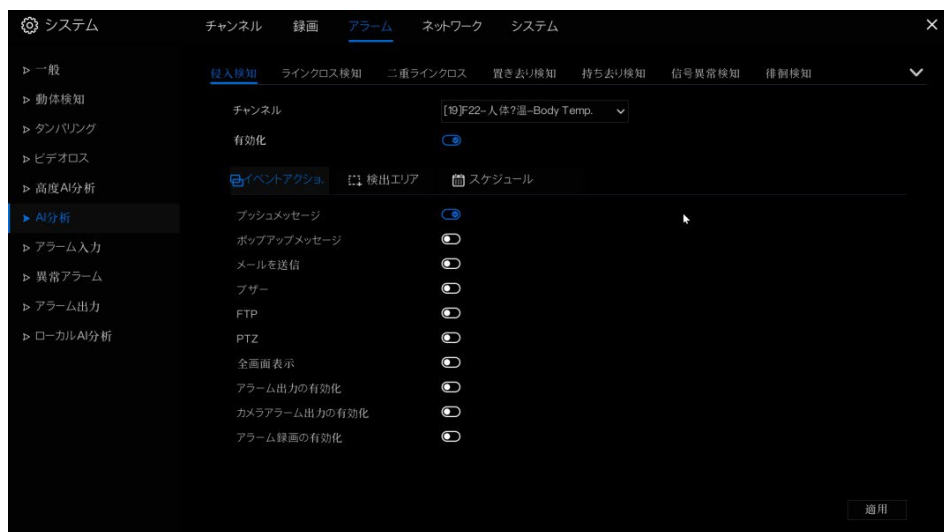 システム チャンネル 録画 アラーム ネットワーク システム
一般
動体検知
タンパリング
ビデオロス
高度AI分析
AI分析
アラーム入力
異常アラーム
アラーム出力
ローカルAI分析
侵入検知 ラインクロス検知 二重ラインクロス 置き去り検知 持ち去り検知 信号異常検知 徘徊検知
チャンネル [19]F22-人体?温-Body Temp.
有効化
イベントアクショ. 検出エリア スケジュール
プッシュメッセージ
ポップアップメッセージ
メールを送信
ブザー
FTP
PTZ
全画面表示
アラーム出力の有効化
カメラアラーム出力の有効化
アラーム録画の有効化
適用